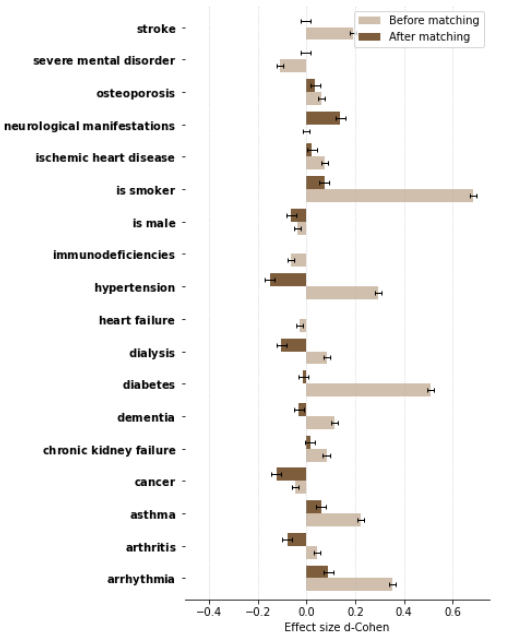 Before matching
After matching
stroke
severe mental disorder
osteoporosis
neurological manifestations
ischemic heart disease
is smoker
is male
immunodeficiencies
hypertension
heart failure
dialysis
diabetes
dementia
chronic kidney failure
cancer
asthma
arthritis
arrhythmia
−0.4 −0.2 0.0 0.2 0.4 0.6
Effect size d-Cohen